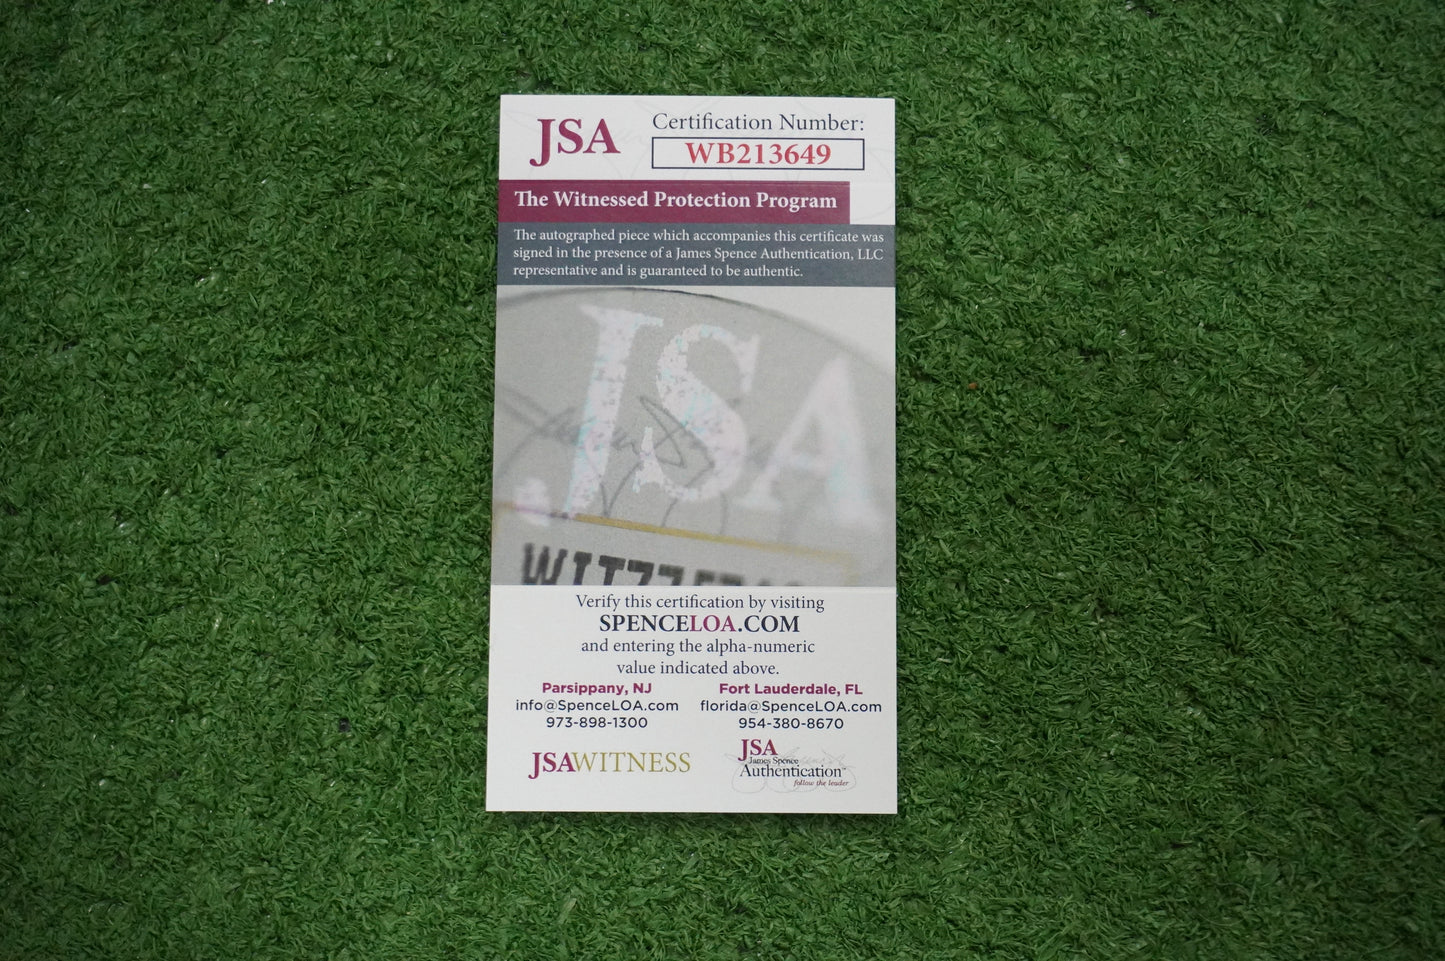 JSA
Certification Number:
WB213649
The Witnessed Protection Program
The autographed piece which accompanies this certificate was
signed in the presence of a James Spence Authentication, LLC
representative and is guaranteed to be authentic.
JSA
Verify this certification by visiting
SPENCELOA.COM
and entering the alpha-numeric
value indicated above.
Parsippany, NJ
info@SpenceLOA.com
973-898-1300
Fort Lauderdale, FL
florida@SpenceLOA.com
954-380-8670
JSAWITNESS
JSA
James Spence
Authentication™
follow the leader